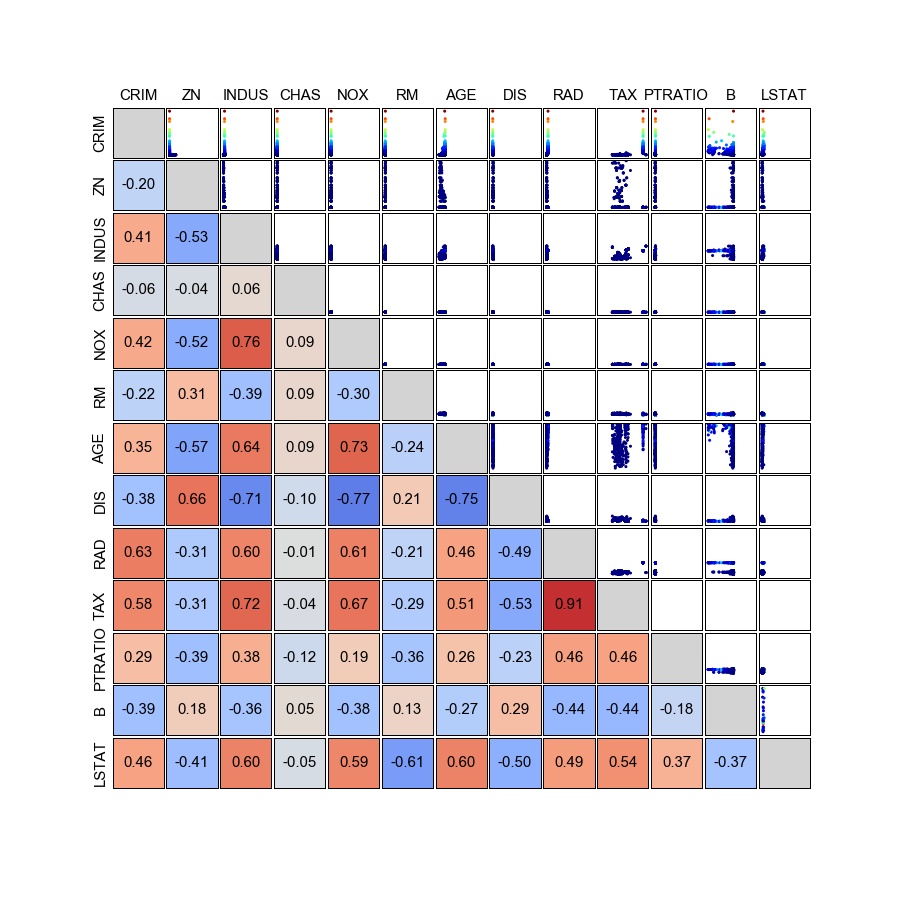 CRIM ZN INDUS CHAS NOX RM AGE DIS RAD TAX PTRATIO B LSTAT
CRIM
ZN -0.20
INDUS 0.41 -0.53
CHAS -0.06 -0.04 0.06
NOX 0.42 -0.52 0.76 0.09
RM -0.22 0.31 -0.39 0.09 -0.30
AGE 0.35 -0.57 0.64 0.09 0.73 -0.24
DIS -0.38 0.66 -0.71 -0.10 -0.77 0.21 -0.75
RAD 0.63 -0.31 0.60 -0.01 0.61 -0.21 0.46 -0.49
TAX 0.58 -0.31 0.72 -0.04 0.67 -0.29 0.51 -0.53 0.91
PTRATIO 0.29 -0.39 0.38 -0.12 0.19 -0.36 0.26 -0.23 0.46 0.46
B -0.39 0.18 -0.36 0.05 -0.38 0.13 -0.27 0.29 -0.44 -0.44 -0.18
LSTAT 0.46 -0.41 0.60 -0.05 0.59 -0.61 0.60 -0.50 0.49 0.54 0.37 -0.37